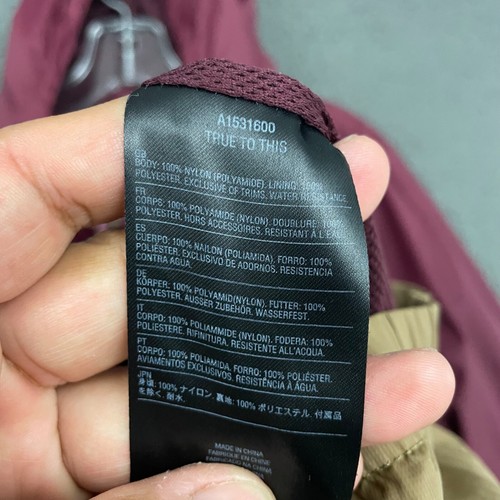 A1531600
TRUE TO THIS
GB
BODY: 100% NYLON (POLYAMIDE). LINING: 100%
POLYESTER. EXCLUSIVE OF TRIMS. WATER RESISTANCE
FR
CORPS: 100% POLYAMIDE (NYLON). DOUBLURE: 100%
POLYESTER, HORS ACCESSOIRES. RESISTANT À L'EAU.
ES
CUERPO: 100% NAILON (POLIAMIDA). FORRO: 100%
POLIÉSTER. EXCLUSIVO DE ADORNOS. RESISTENCIA
CONTRA AGUA.
DE
KÖRPER: 100% POLYAMID(NYLON). FUTTER: 100%
POLYESTER. AUSSER ZUBEHÖR. WASSERFEST.
IT
CORPO: 100% POLIAMMIDE (NYLON). FODERA: 100%
POLIESTERE. RIFINITURA. RESISTENTE ALL'ACQUA.
PT
CORPO: 100% POLIAMIDA. FORRO: 100% POLIÉSTER.
AVIAMENTOS EXCLUSIVOS. RESISTÊNCIA À ÁGUA.
JPN
身頃: 100% ナイロン. 裏地: 100% ポリエステル. 付属品
を除く. 耐水.
MADE IN CHINA
FABRIQUÉ EN CHINE